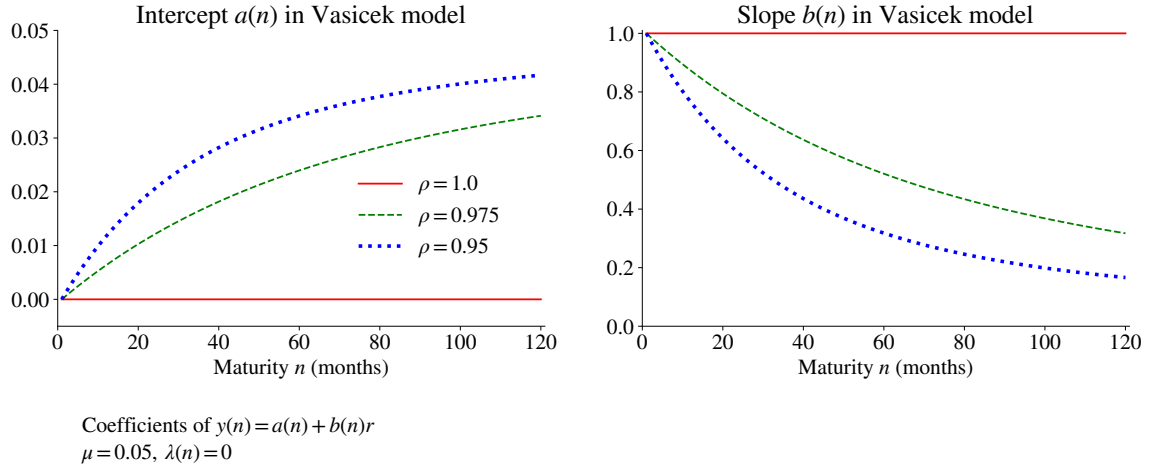 Intercept a(n) in Vasicek model
0.05
0.04
0.03
0.02
0.01
0.00
0 20 40 60 80 100 120
Maturity n (months)
ρ = 1.0
ρ = 0.975
ρ = 0.95
Slope b(n) in Vasicek model
1.0
0.8
0.6
0.4
0.2
0.0
0 20 40 60 80 100 120
Maturity n (months)
Coefficients of y(n) = a(n) + b(n)r
μ = 0.05, λ(n) = 0